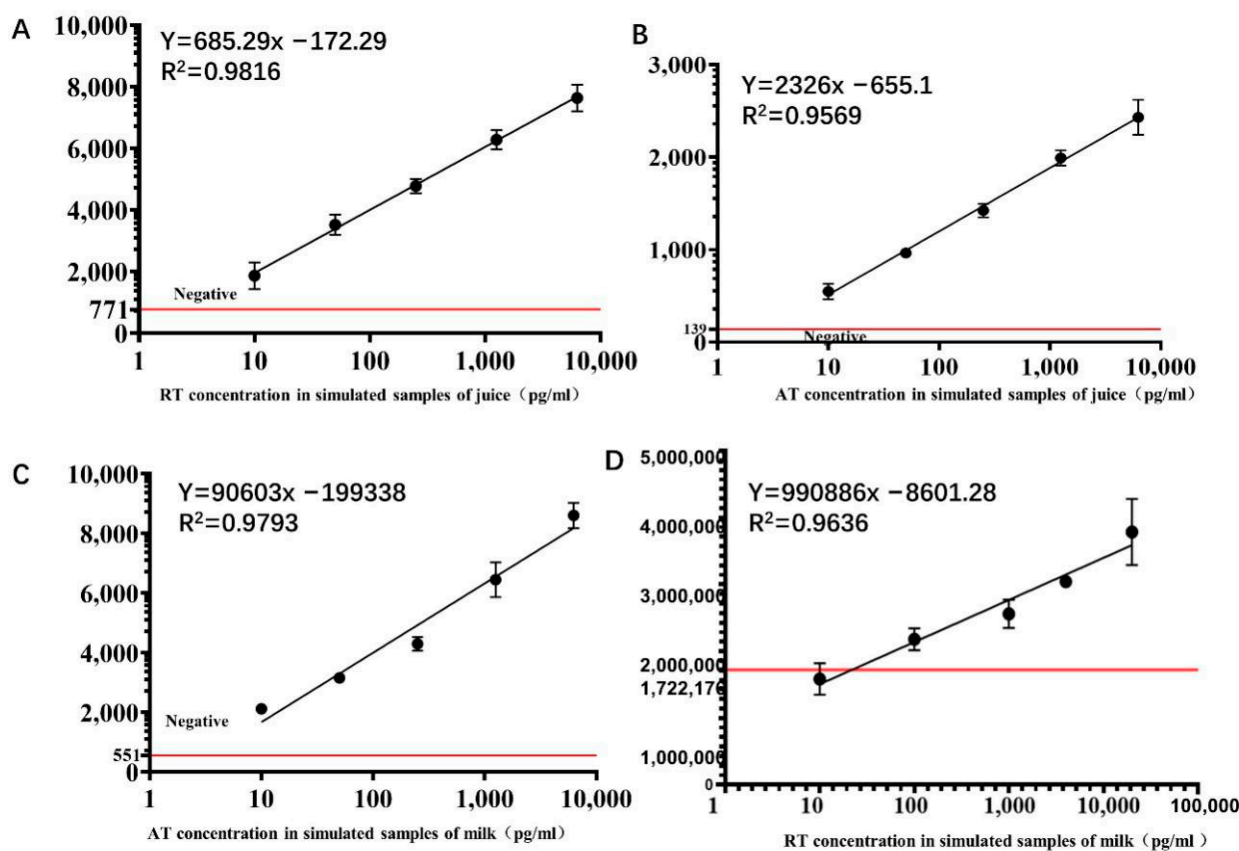 A
Y=685.29x −172.29
R²=0.9816
10,000
8,000
6,000
4,000
2,000
771
0
Negative
1 10 100 1,000 10,000
RT concentration in simulated samples of juice（pg/ml）
B
Y=2326x −655.1
R²=0.9569
3,000
2,000
1,000
139
0
Negative
1 10 100 1,000 10,000
AT concentration in simulated samples of juice（pg/ml）
C
Y=90603x −199338
R²=0.9793
10,000
8,000
6,000
4,000
2,000
551
0
Negative
1 10 100 1,000 10,000
AT concentration in simulated samples of milk（pg/ml）
D
Y=990886x −8601.28
R²=0.9636
5,000,000
4,000,000
3,000,000
2,000,000
1,722,170
1,000,000
0
1 10 100 1,000 10,000 100,000
RT concentration in simulated samples of milk（pg/ml）